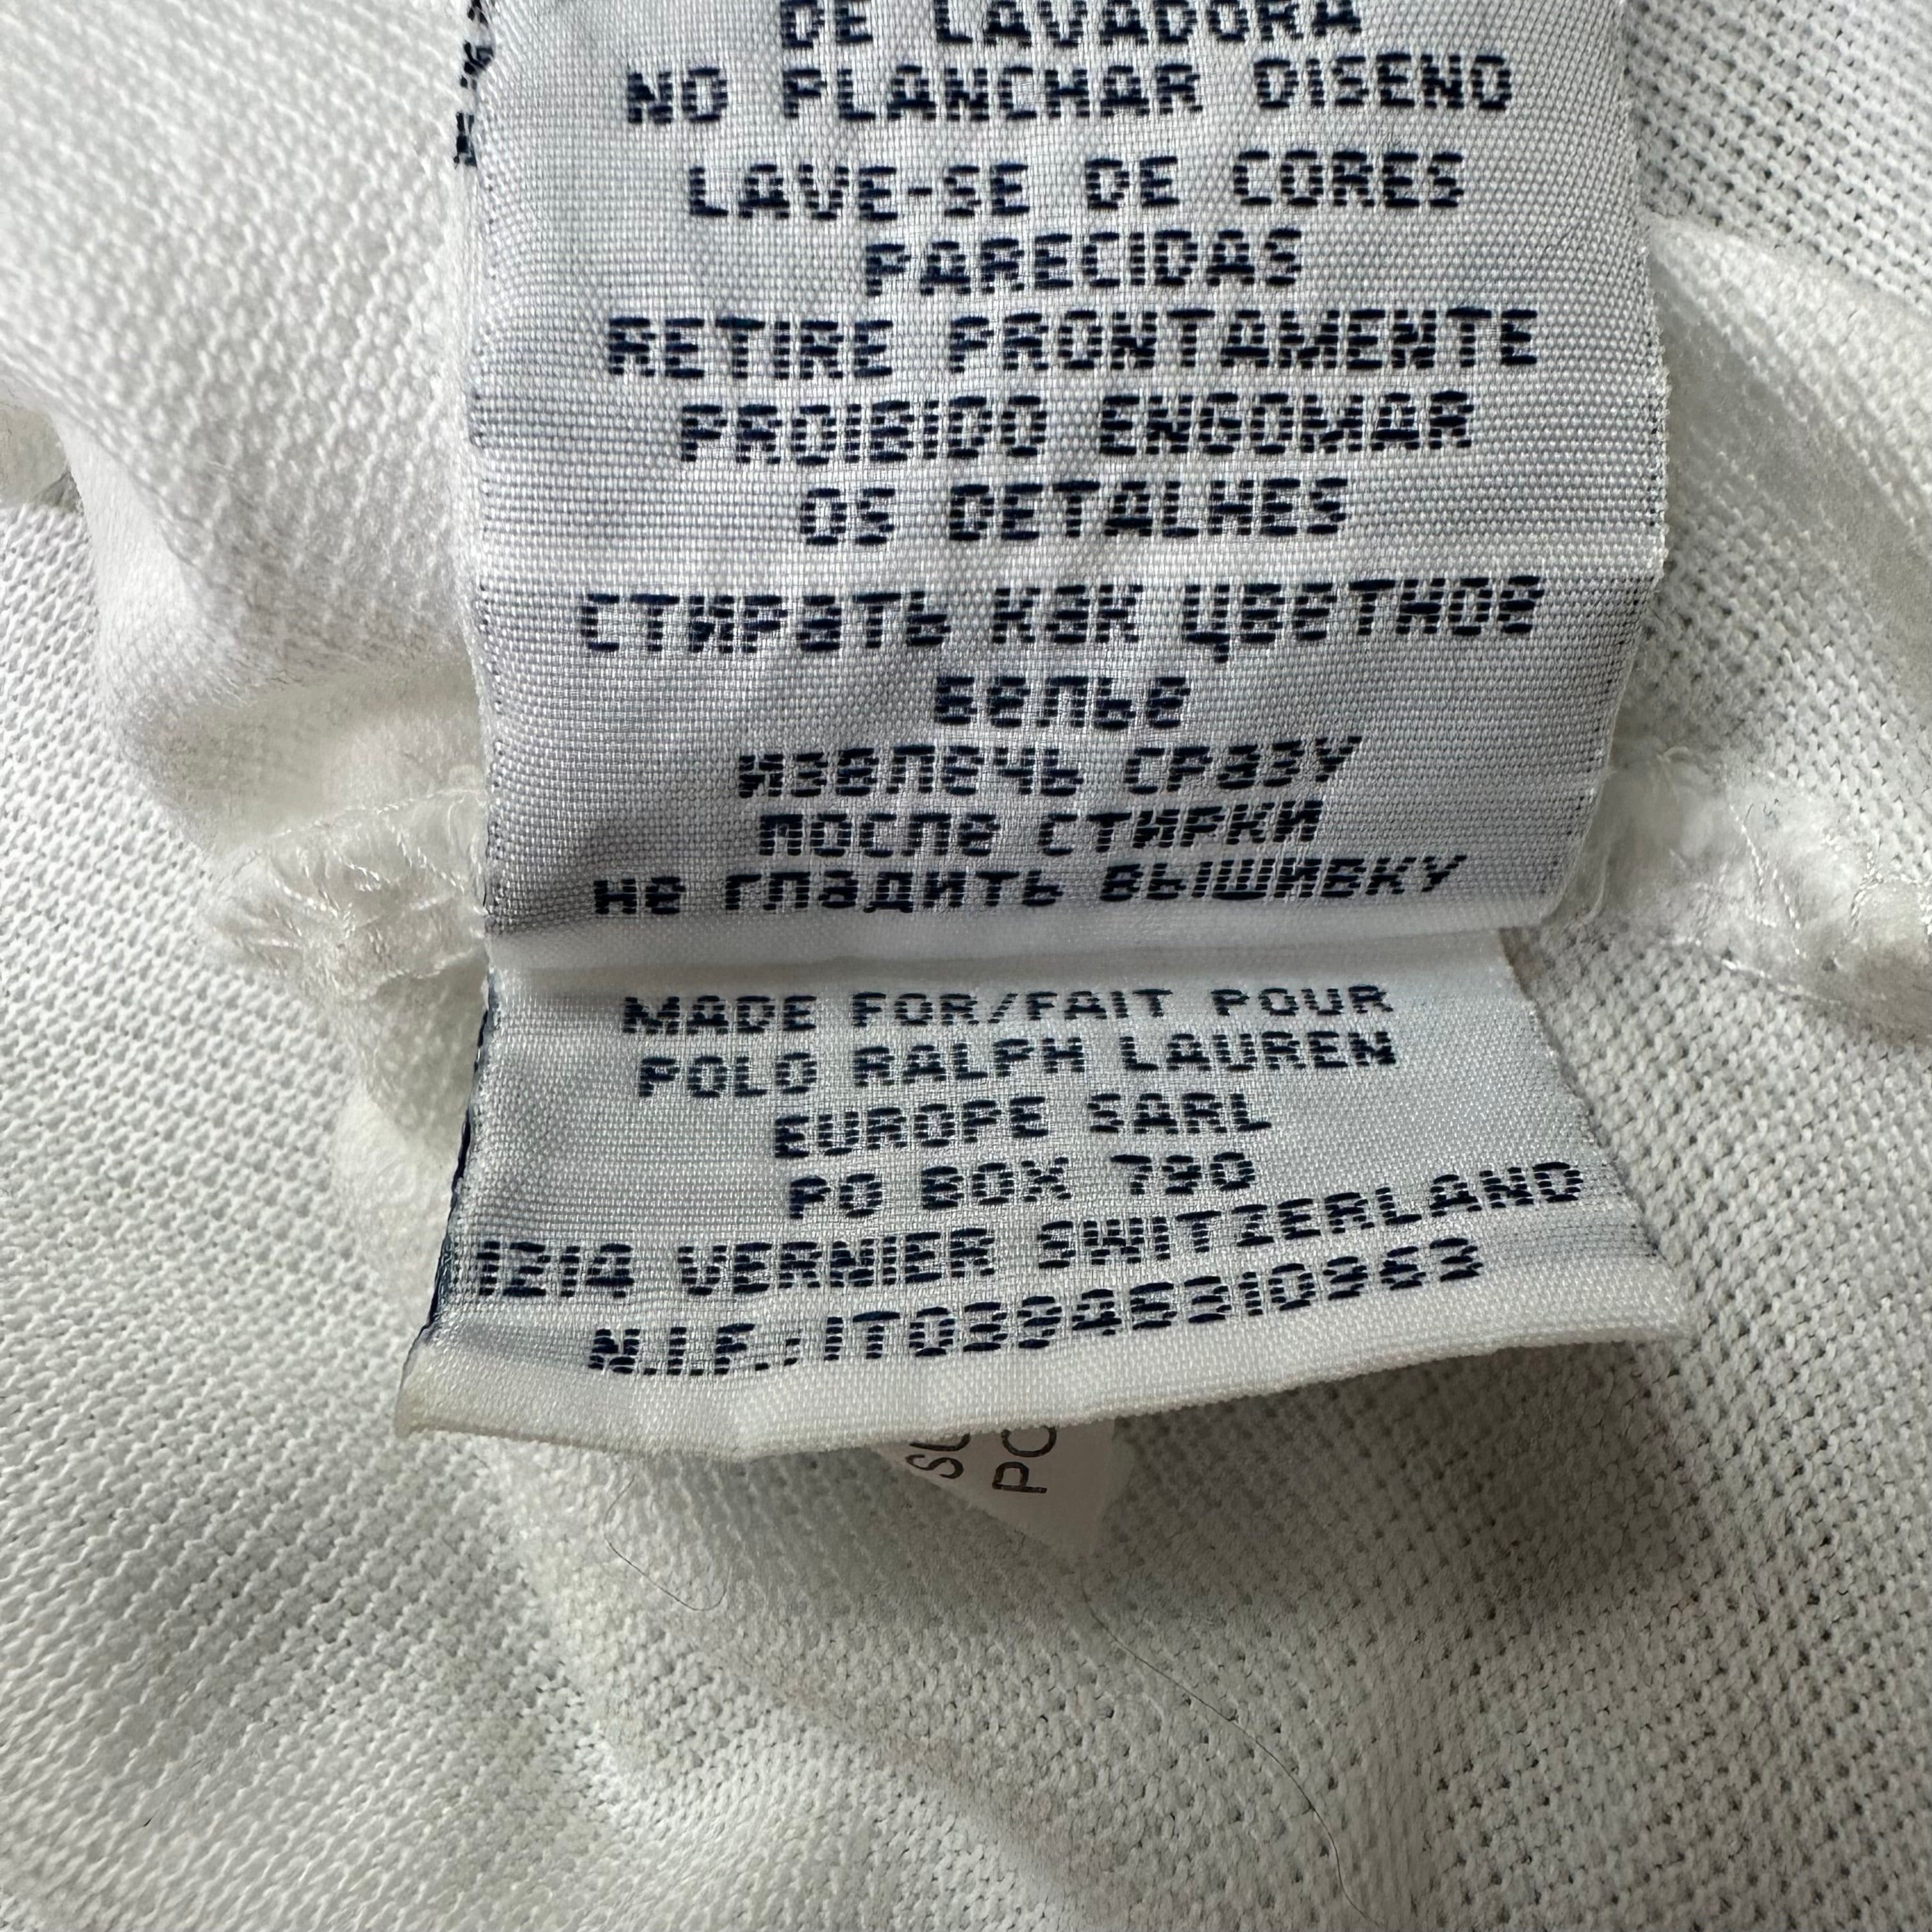 DE LAVADORA
NO PLANCHAR DISENO
LAVE-SE DE CORES
PARECIDAS
RETIRE PRONTAMENTE
PROIBIDO ENGOMAR
OS DETALHES
СТИРАТЬ КАК ЦВЕТНОЕ
БЕЛЬЕ
ИЗВЛЕЧЬ СРАЗУ
ПОСЛЕ СТИРКИ
НЕ ГЛАДИТЬ ВЫШИВКУ
MADE FOR/FAIT POUR
POLO RALPH LAUREN
EUROPE SARL
PO BOX 790
1214 VERNIER SWITZERLAND
N.I.F.:IT03946310963